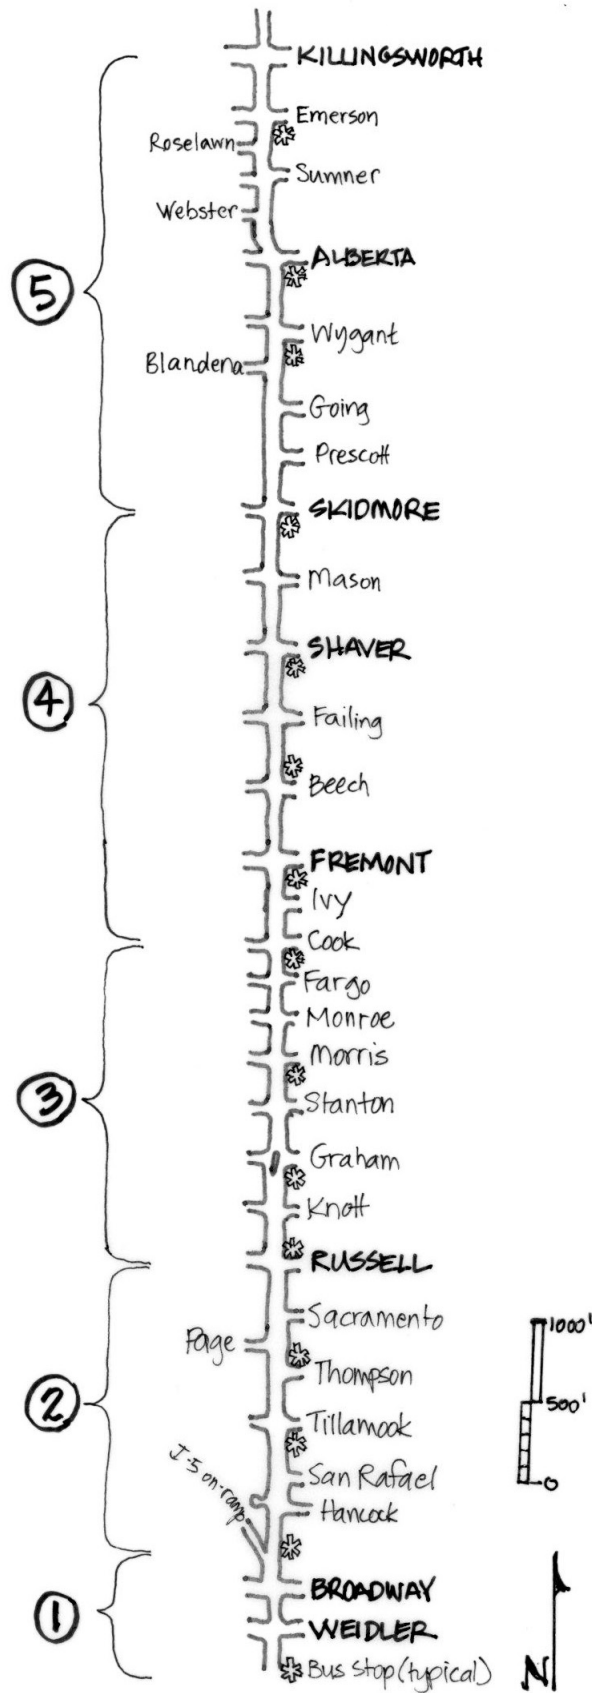 KILLINGSWORTH
Emerson
Roselawn
Sumner
Webster
ALBERTA
5
Wygant
Blandena
Going
Prescott
SKIDMORE
Mason
SHAVER
4
Failing
Beech
FREMONT
Ivy
Cook
Fargo
Monroe
Morris
3
Stanton
Graham
Knott
RUSSELL
Sacramento
1000'
Page
Thompson
2
500'
Tillamook
I-5 on-ramp
San Rafael
0
Hancock
BROADWAY
1
WEIDLER
Bus Stop (typical)
N